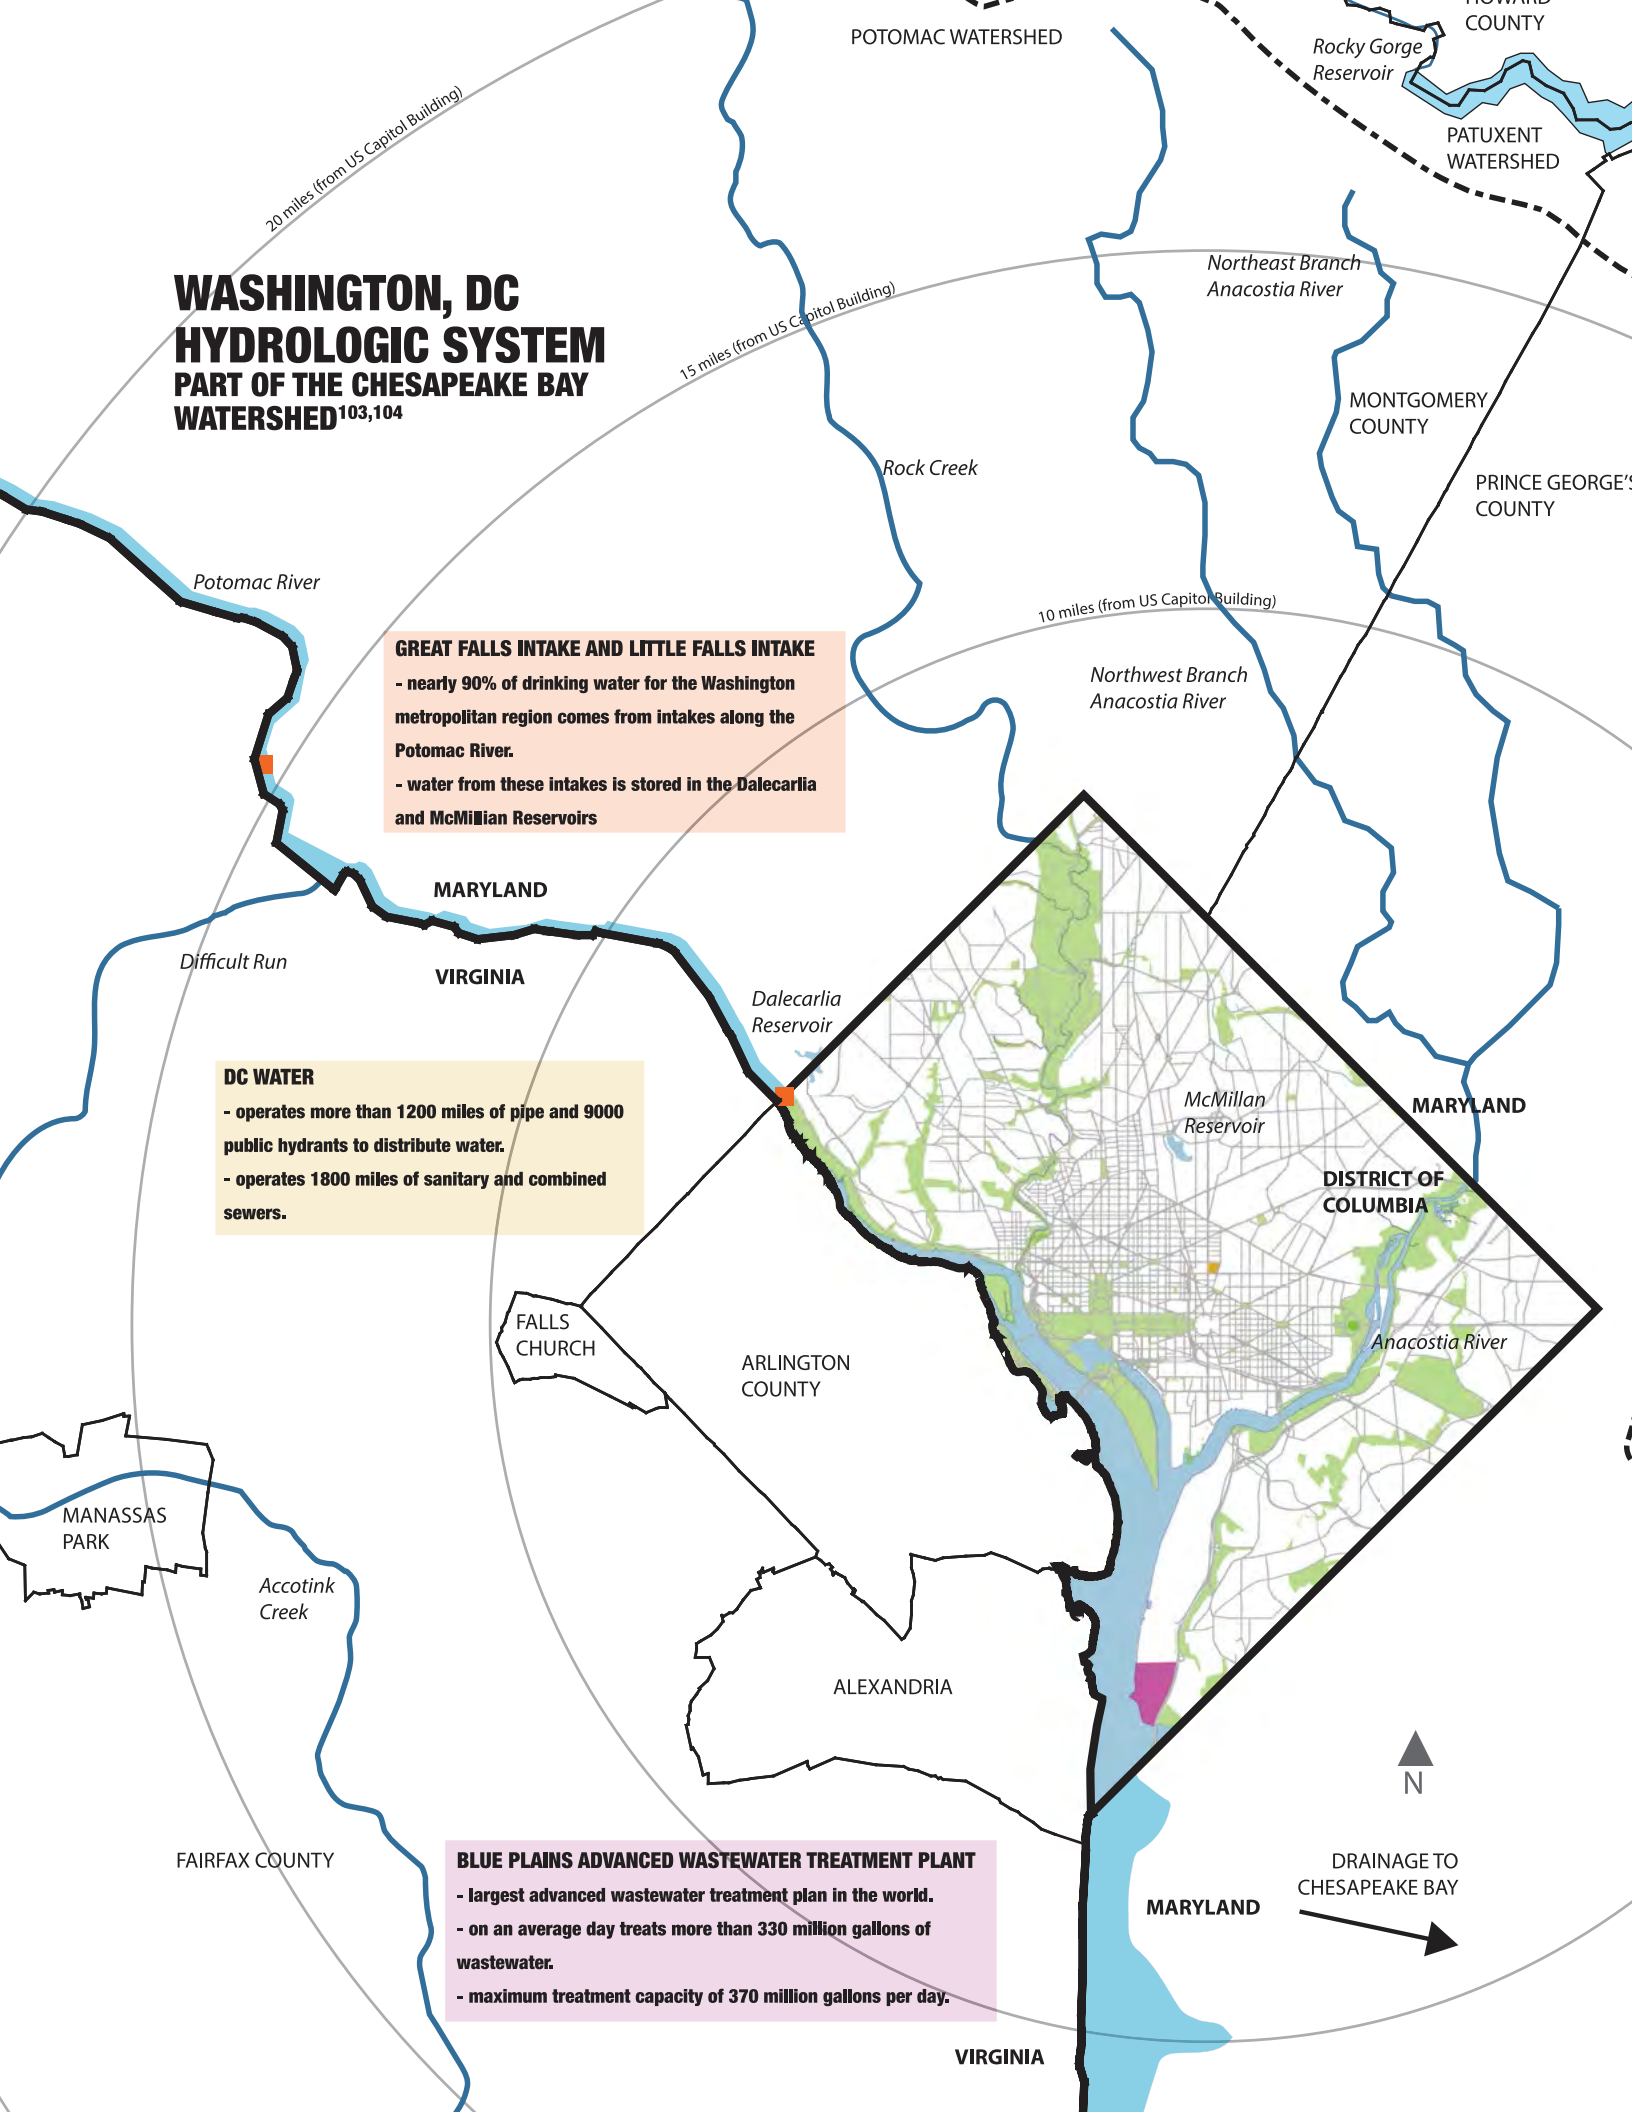 HOWARD
COUNTY
POTOMAC WATERSHED
Rocky Gorge
Reservoir
PATUXENT
WATERSHED
20 miles (from US Capitol Building)
WASHINGTON, DC
HYDROLOGIC SYSTEM
PART OF THE CHESAPEAKE BAY
WATERSHED103,104
15 miles (from US Capitol Building)
Northeast Branch
Anacostia River
MONTGOMERY
COUNTY
Rock Creek
PRINCE GEORGE'S
COUNTY
Potomac River
10 miles (from US Capitol Building)
GREAT FALLS INTAKE AND LITTLE FALLS INTAKE
- nearly 90% of drinking water for the Washington
metropolitan region comes from intakes along the
Potomac River.
- water from these intakes is stored in the Dalecarlia
and McMillian Reservoirs
Northwest Branch
Anacostia River
MARYLAND
Difficult Run
VIRGINIA
Dalecarlia
Reservoir
DC WATER
- operates more than 1200 miles of pipe and 9000
public hydrants to distribute water.
- operates 1800 miles of sanitary and combined
sewers.
McMillan
Reservoir
MARYLAND
DISTRICT OF
COLUMBIA
FALLS
CHURCH
ARLINGTON
COUNTY
Anacostia River
MANASSAS
PARK
Accotink
Creek
ALEXANDRIA
N
FAIRFAX COUNTY
BLUE PLAINS ADVANCED WASTEWATER TREATMENT PLANT
- largest advanced wastewater treatment plan in the world.
- on an average day treats more than 330 million gallons of
wastewater.
- maximum treatment capacity of 370 million gallons per day.
DRAINAGE TO
CHESAPEAKE BAY
MARYLAND
VIRGINIA